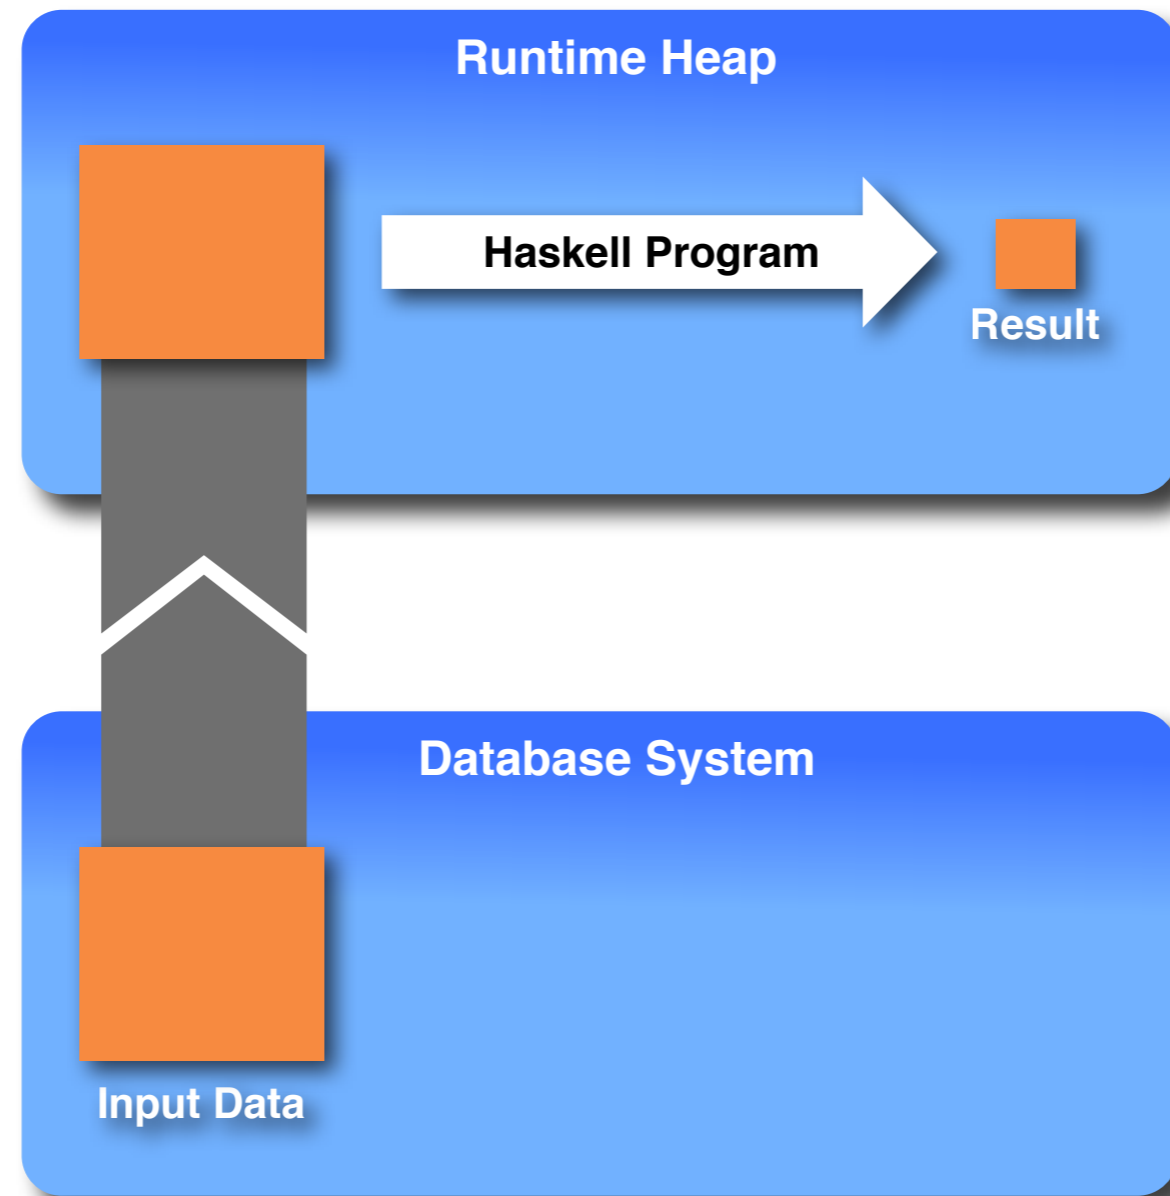 Runtime Heap
Haskell Program
Result
Database System
Input Data